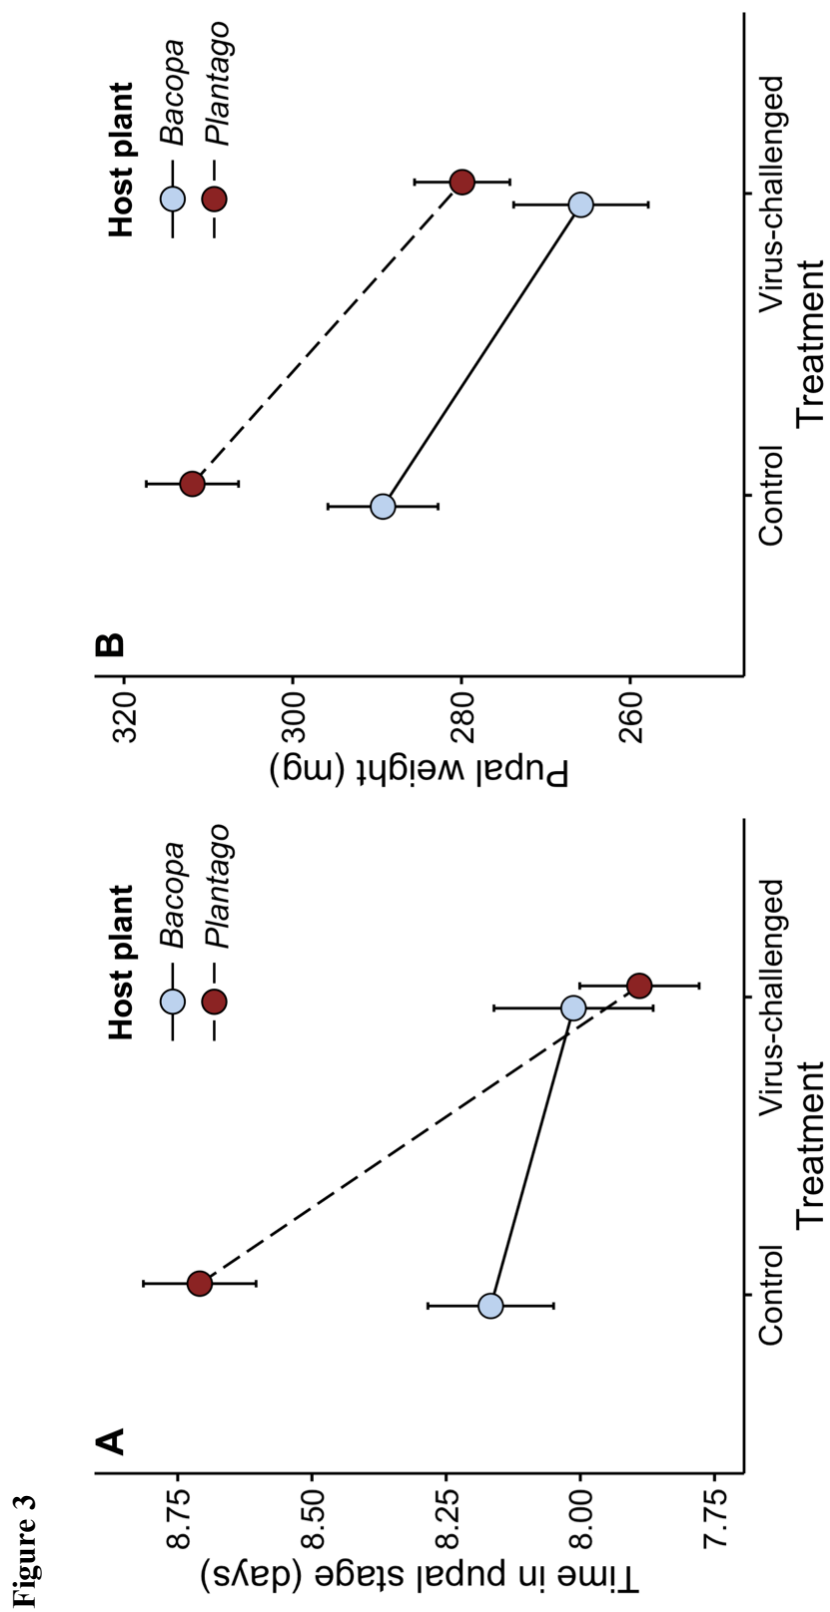 Figure 3
A
Time in pupal stage (days)
8.75
8.50
8.25
8.00
7.75
Host plant
Bacopa
Plantago
Control
Virus-challenged
Treatment
B
Pupal weight (mg)
320
300
280
260
Host plant
Bacopa
Plantago
Control
Virus-challenged
Treatment